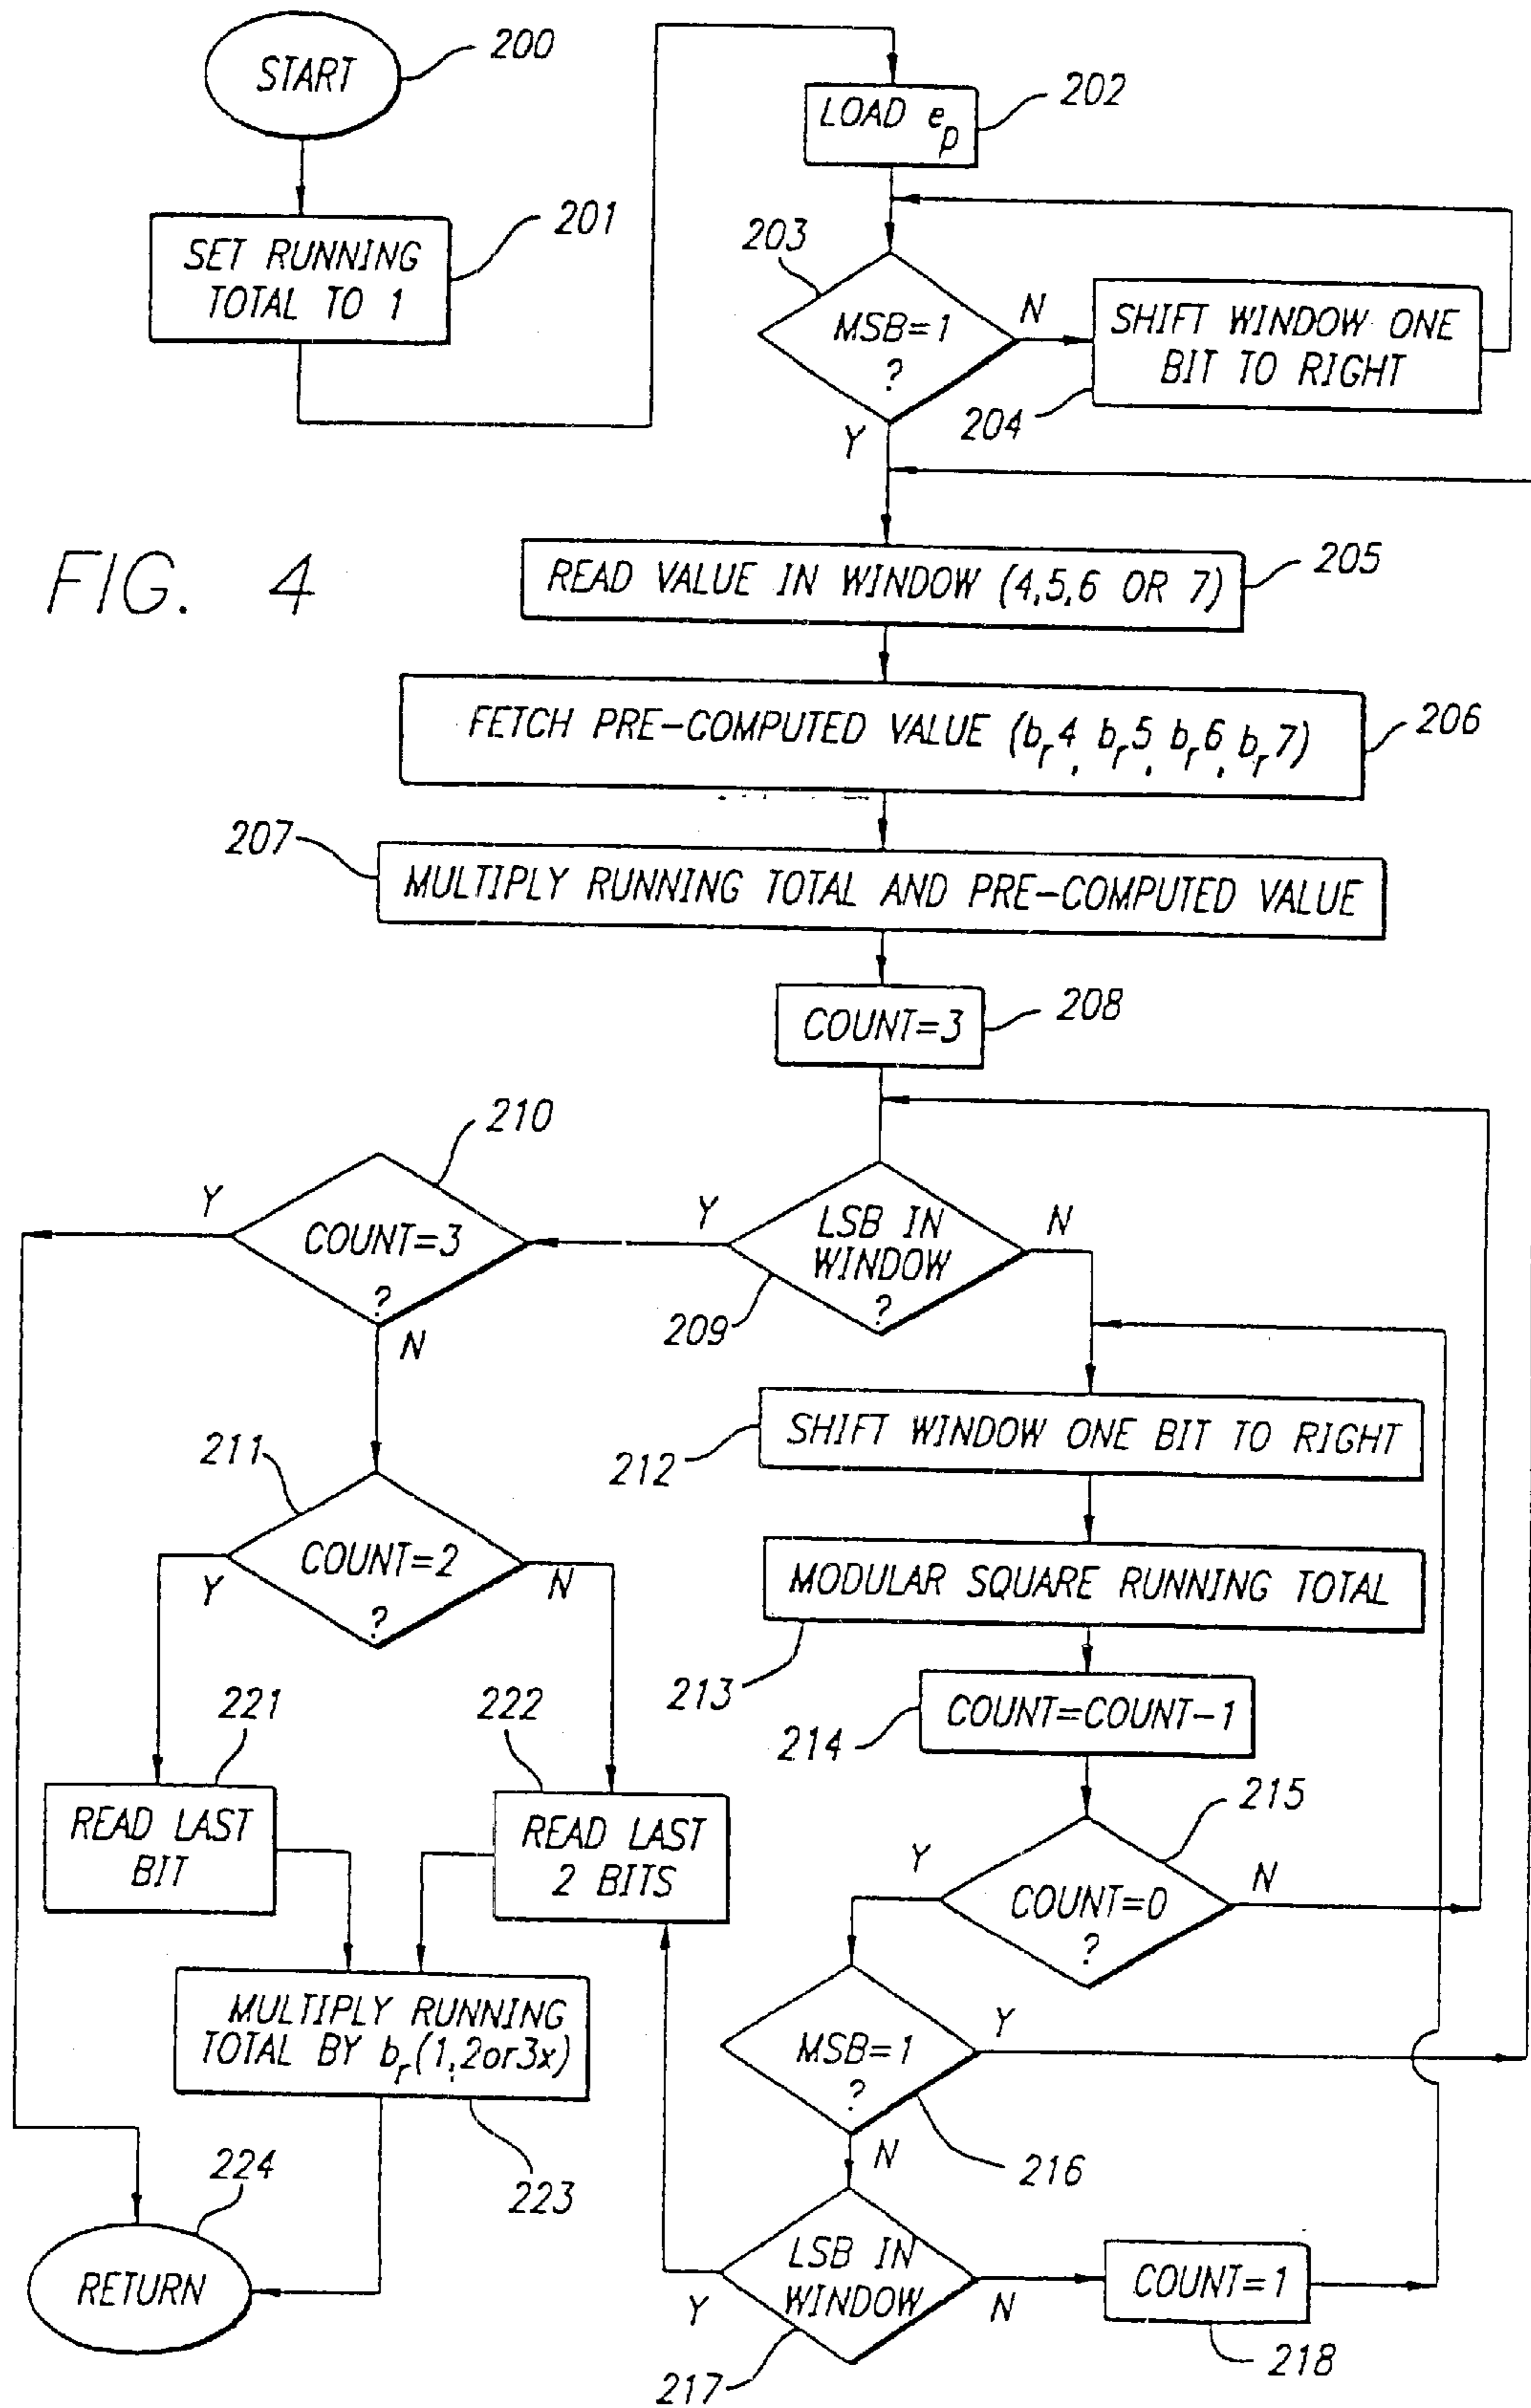 START
200
SET RUNNING
TOTAL TO 1
201
LOAD e_p
202
203
MSB=1
?
N
Y
SHIFT WINDOW ONE
BIT TO RIGHT
204
FIG. 4
READ VALUE IN WINDOW (4,5,6 OR 7)
205
FETCH PRE-COMPUTED VALUE (b_r4, b_r5, b_r6, b_r7)
206
207
MULTIPLY RUNNING TOTAL AND PRE-COMPUTED VALUE
COUNT=3
208
210
Y
COUNT=3
?
N
Y
LSB IN
WINDOW
?
N
209
SHIFT WINDOW ONE BIT TO RIGHT
212
211
COUNT=2
?
Y
N
MODULAR SQUARE RUNNING TOTAL
213
COUNT=COUNT-1
214
221
READ LAST
BIT
222
READ LAST
2 BITS
215
Y
COUNT=0
?
N
MULTIPLY RUNNING
TOTAL BY b_r(1,2or3x)
223
MSB=1
?
Y
N
216
224
RETURN
LSB IN
WINDOW
Y
N
217
COUNT=1
218